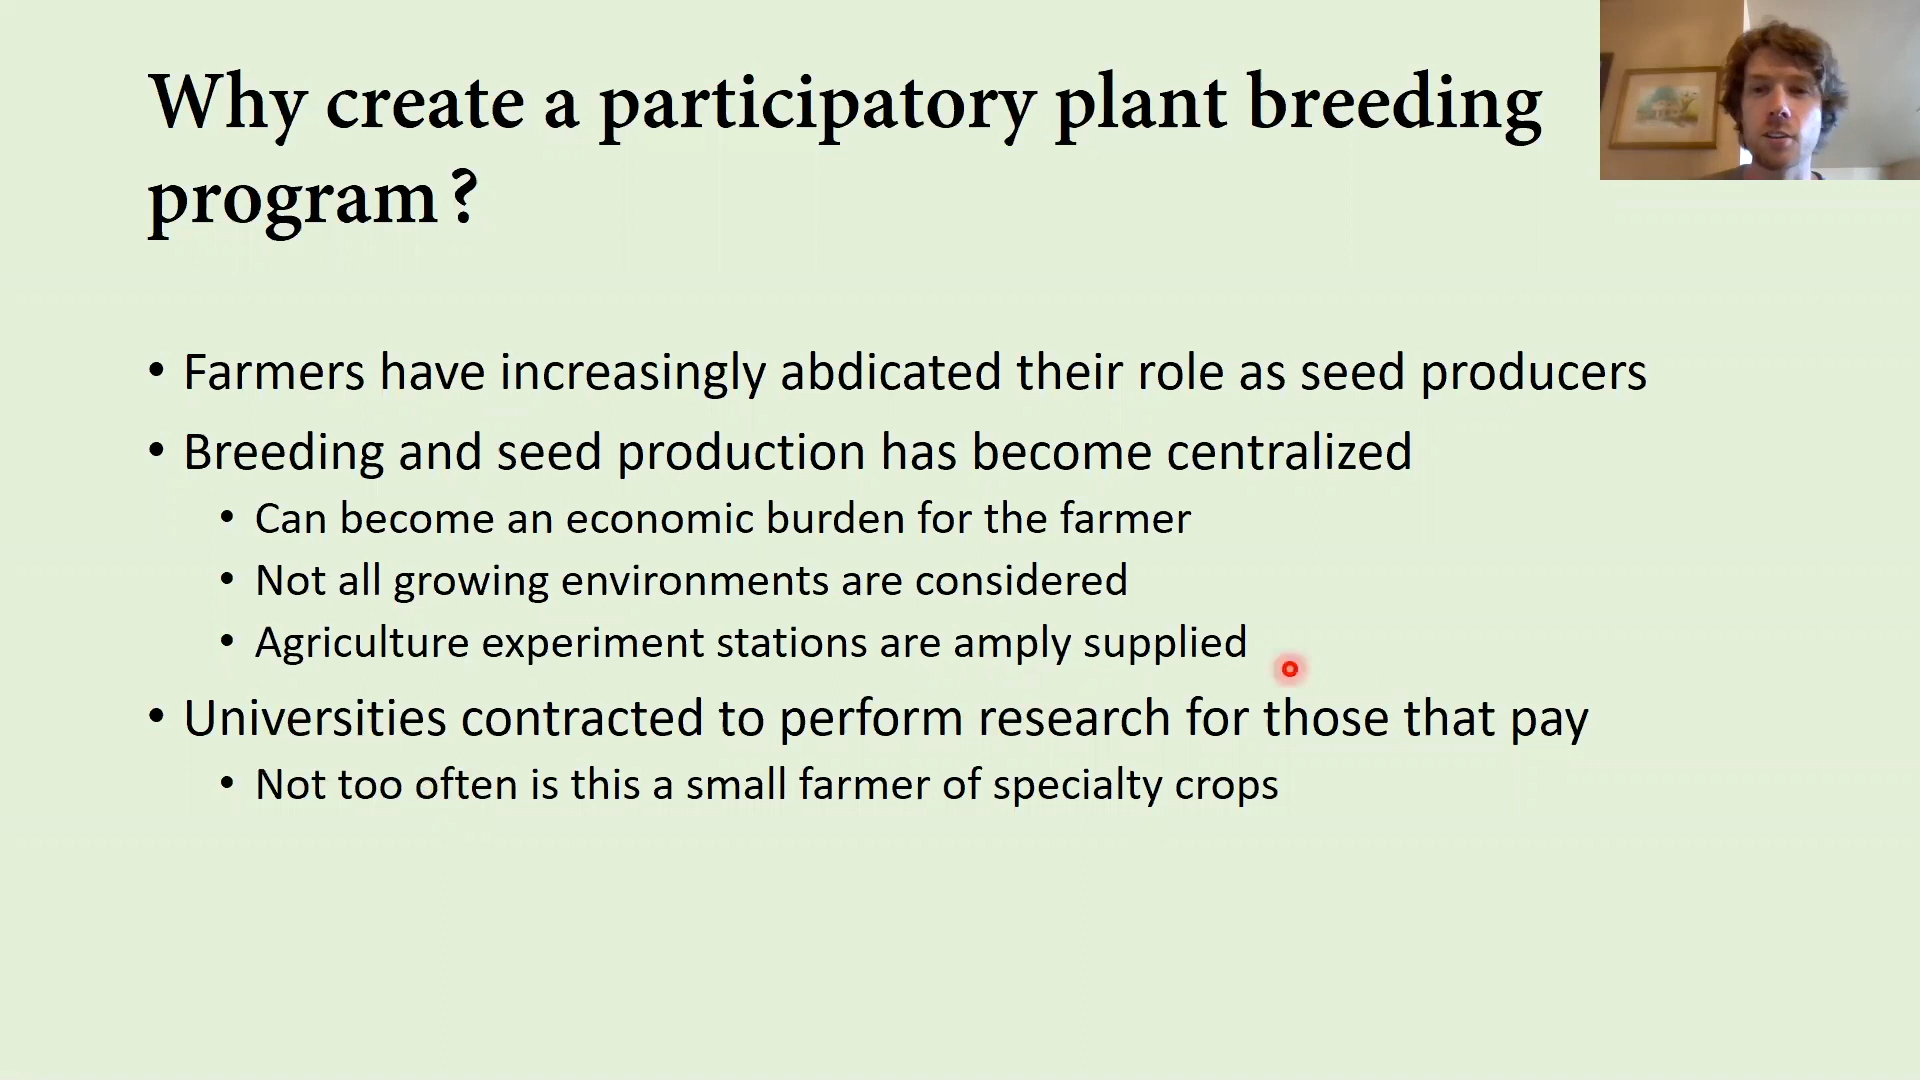 Why create a participatory plant breeding
program?
• Farmers have increasingly abdicated their role as seed producers
• Breeding and seed production has become centralized
• Can become an economic burden for the farmer
• Not all growing environments are considered
• Agriculture experiment stations are amply supplied
• Universities contracted to perform research for those that pay
• Not too often is this a small farmer of specialty crops